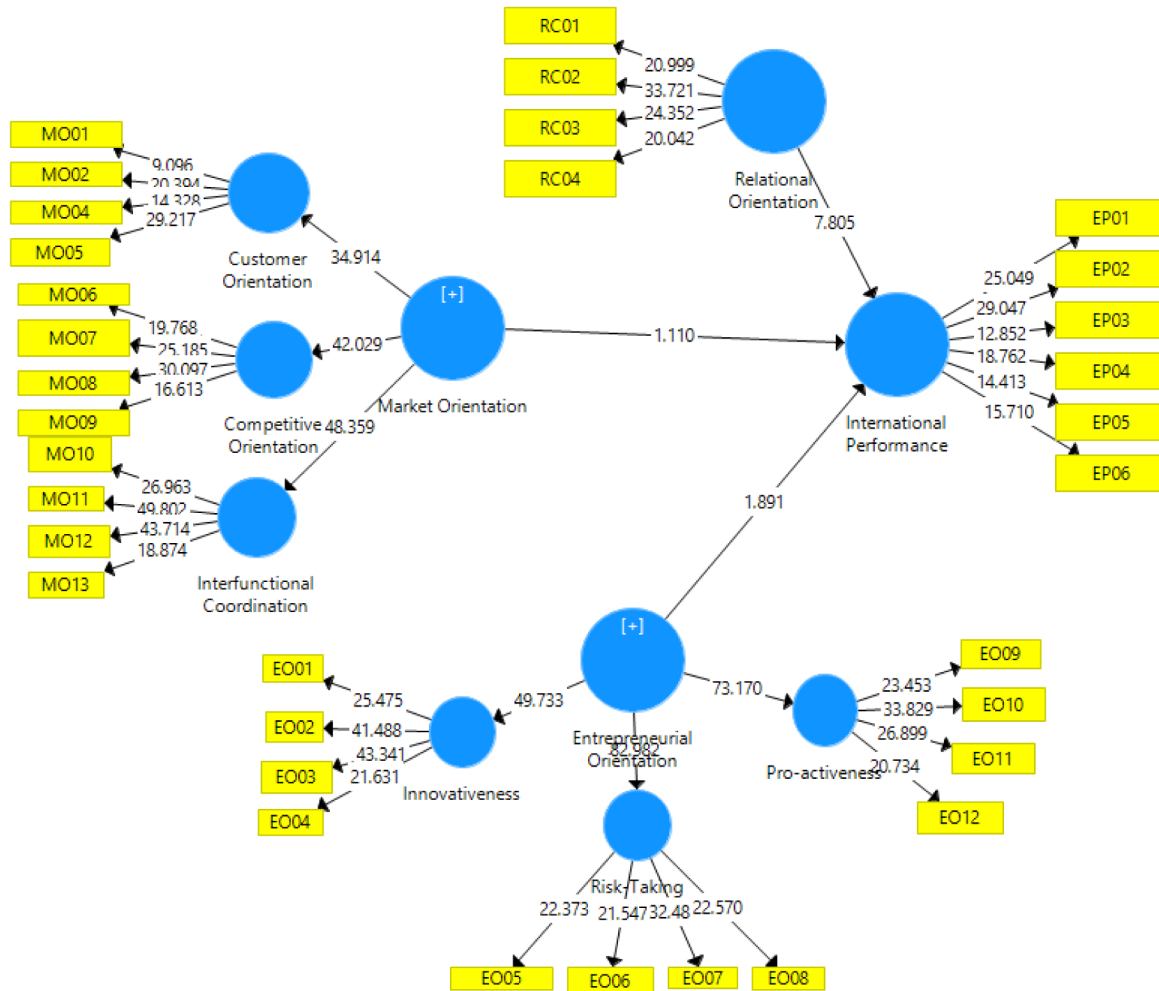 RC01
20.999
RC02
33.721
RC03
24.352
RC04
20.042
Relational
Orientation
7.805
MO01
9.096
MO02
20.394
MO04
14.328
MO05
29.217
Customer
Orientation
34.914
MO06
19.768
MO07
25.185
MO08
30.097
MO09
16.613
Competitive
Orientation
42.029
[+]
Market Orientation
1.110
48.359
MO10
26.963
MO11
49.802
MO12
43.714
MO13
18.874
Interfunctional
Coordination
EP01
25.049
EP02
29.047
EP03
12.852
EP04
18.762
EP05
14.413
EP06
15.710
International
Performance
1.891
[+]
Entrepreneurial
Orientation
82.982
49.733
73.170
EO01
25.475
EO02
41.488
EO03
43.341
EO04
21.631
Innovativeness
EO09
23.453
EO10
33.829
EO11
26.899
EO12
20.734
Pro-activeness
Risk-Taking
22.373
21.547
32.48
22.570
EO05
EO06
EO07
EO08